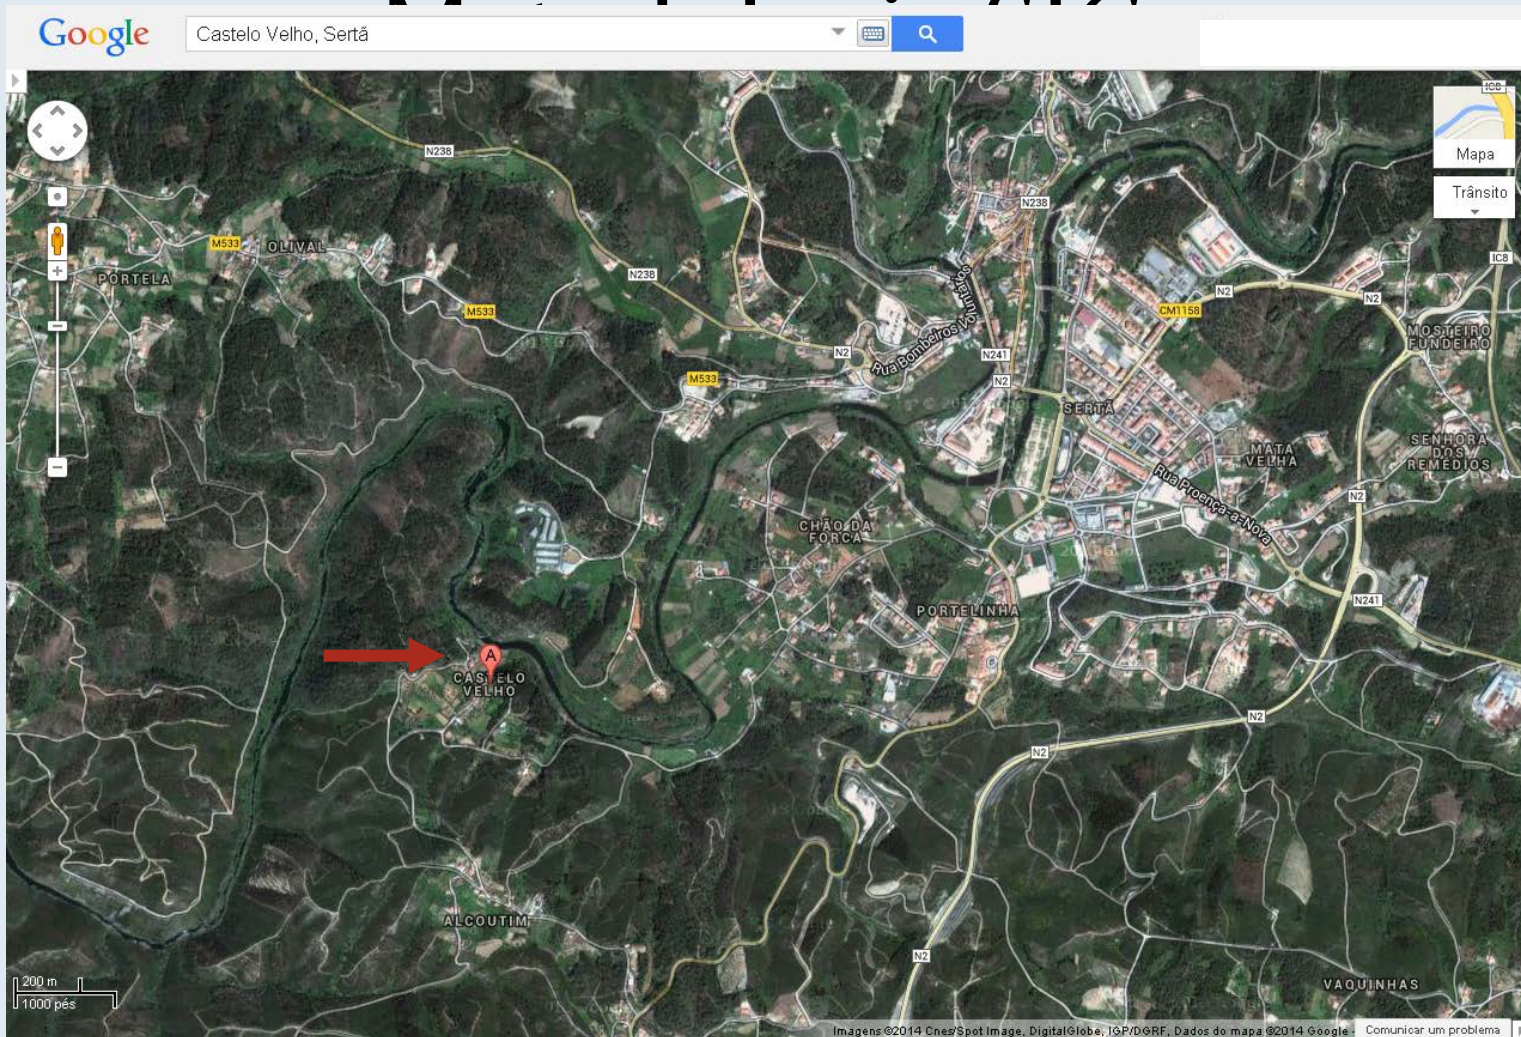 Google
Castelo Velho, Sertã
IC8
Mapa
Trânsito
N238
N238
M533
OLIVAL
IC8
PORTELA
N238
N2
N2
M533
CM1158
Rua Bombeiros Voluntários
MOSTEIRO
FUNDEIRO
N2
N241
M533
N2
SERTÃ
MATA
VELHA
SENHORA
DOS
REMÉDIOS
Rua Proença-a-Nova
N2
CHÃO DA
FORCA
N241
PORTELINHA
A
CASTELO
VELHO
N2
N2
ALCOUTIM
N2
VAQUINHAS
200 m
1000 pés
Imagens ©2014 Cnes/Spot Image, DigitalGlobe, IGP/DGRF, Dados do mapa ©2014 Google -
Comunicar um problema